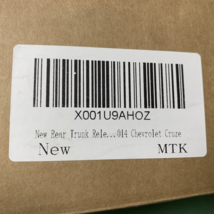 X001U9AHOZ
New Rear Trunk Rele...014 Chevrolet Cruze
New MTK